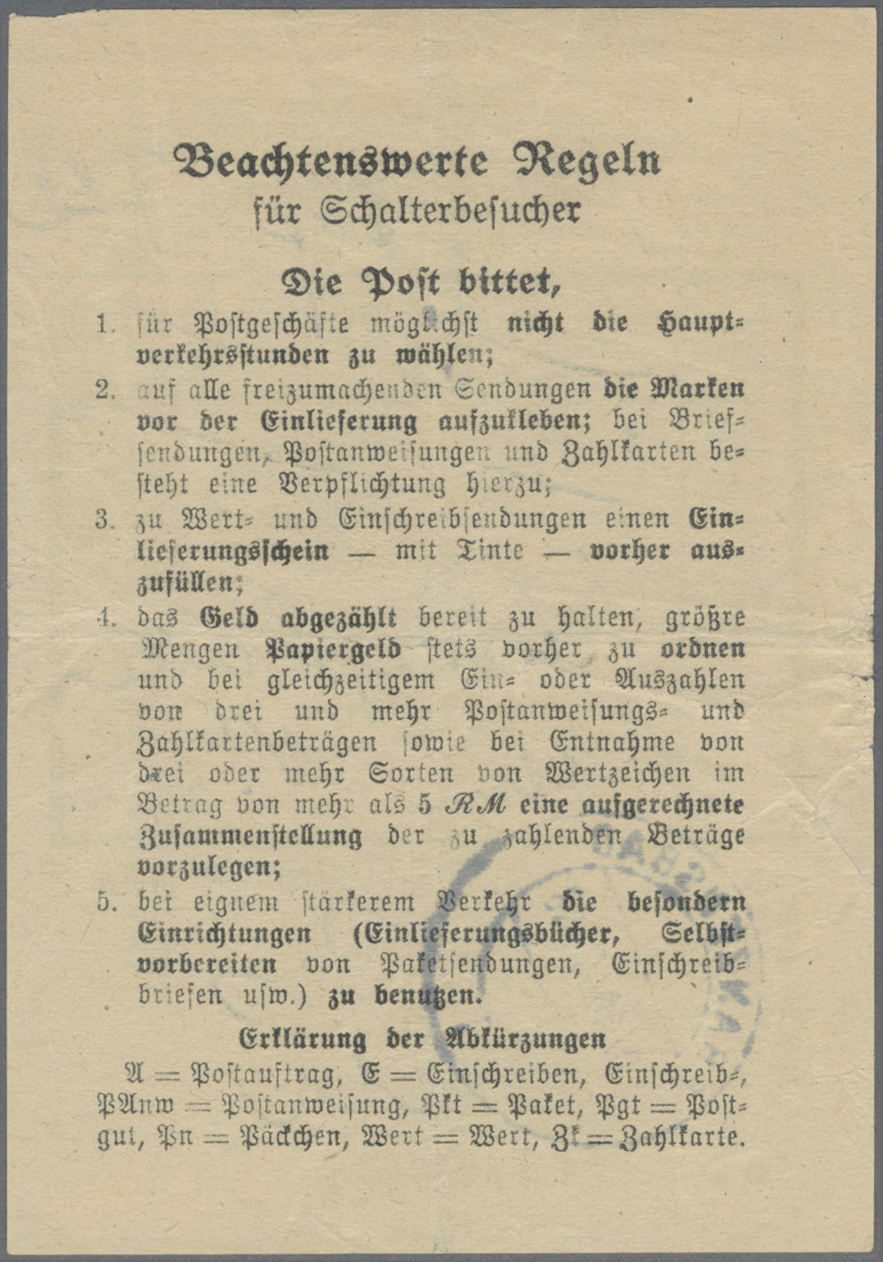 Beachtenswerte Regeln
für Schalterbesucher
Die Post bittet,
1. für Postgeschäfte möglichst nicht die Haupt-
verkehrsstunden zu wählen;
2. auf alle freizumachenden Sendungen die Marken
vor der Einlieferung aufzukleben; bei Brief-
sendungen, Postanweisungen und Zahlkarten be-
steht eine Verpflichtung hierzu;
3. zu Wert- und Einschreibsendungen einen Ein-
lieferungsschein — mit Tinte — vorher aus-
zufüllen;
4. das Geld abgezählt bereit zu halten, größre
Mengen Papiergeld stets vorher zu ordnen
und bei gleichzeitigem Ein- oder Auszahlen
von drei und mehr Postanweisungs- und
Zahlkartenbeträgen sowie bei Entnahme von
drei oder mehr Sorten von Wertzeichen im
Betrag von mehr als 5 RM eine aufgerechnete
Zusammenstellung der zu zahlenden Beträge
vorzulegen;
5. bei eignem stärkerem Verkehr die besondern
Einrichtungen (Einlieferungsbücher, Selbst-
vorbereiten von Paketsendungen, Einschreib-
briefen usw.) zu benutzen.
Erklärung der Abkürzungen
A = Postauftrag, E = Einschreiben, Einschreib-,
PAnw = Postanweisung, Pkt = Paket, Pgt = Post-
gut, Pn = Päckchen, Wert = Wert, Zk = Zahlkarte.